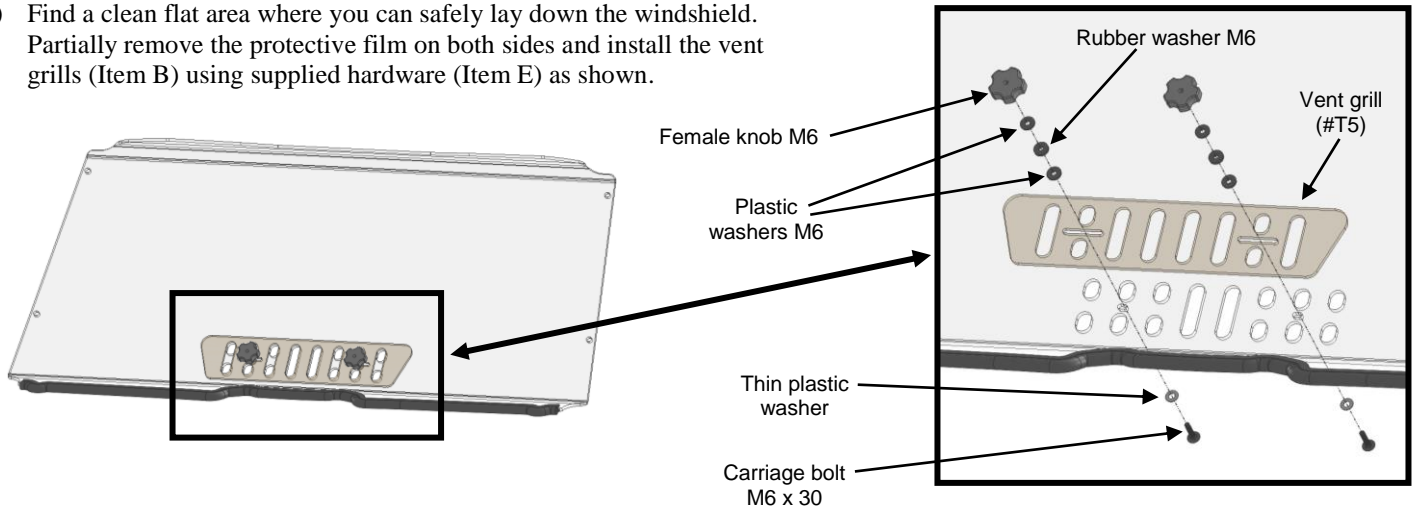 ) Find a clean flat area where you can safely lay down the windshield.
Partially remove the protective film on both sides and install the vent
grills (Item B) using supplied hardware (Item E) as shown.
Rubber washer M6
Vent grill
(#T5)
Female knob M6
Plastic
washers M6
Thin plastic
washer
Carriage bolt
M6 x 30